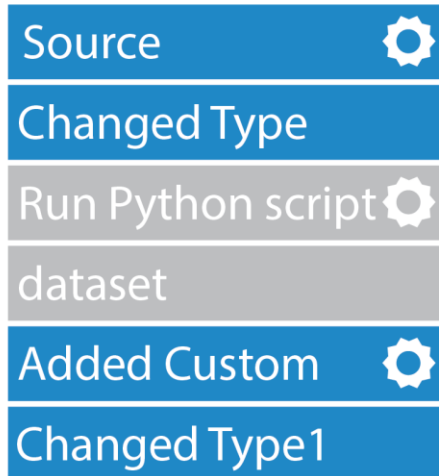 Source
Changed Type
Run Python script
dataset
Added Custom
Changed Type1